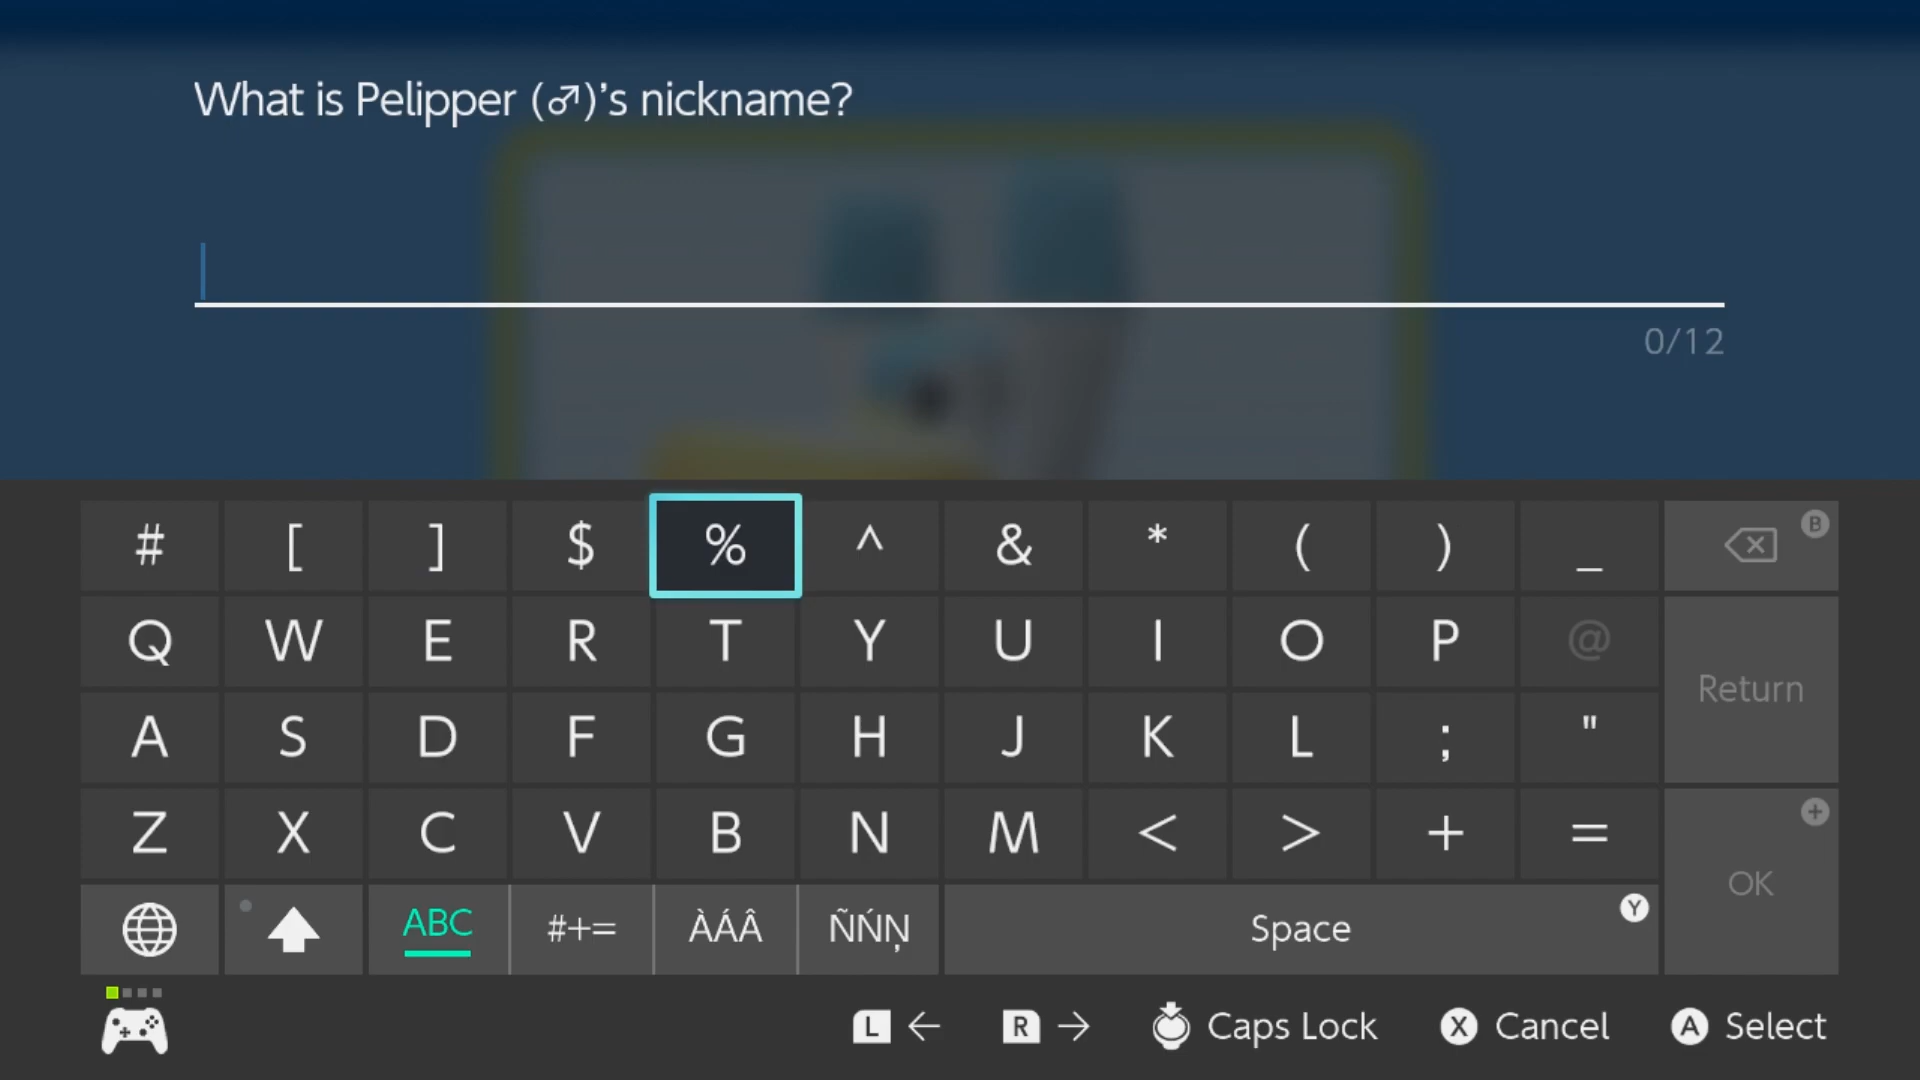 What is Pelipper (♂)’s nickname?
0/12
# [ ] $ % ^ & * ( ) _ B
Q W E R T Y U I O P @ Return
A S D F G H J K L ; "
Z X C V B N M < > + = + OK
ABC #+= ÀÁÂ ÑŃŅ Space Y
L ← R → Caps Lock X Cancel A Select